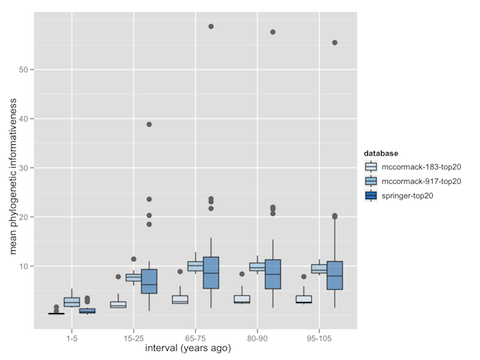 mean phylogenetic informativeness
50
40
30
20
10
1-5
15-25
65-75
80-90
95-105
interval (years ago)
database
mccormack-183-top20
mccormack-917-top20
springer-top20